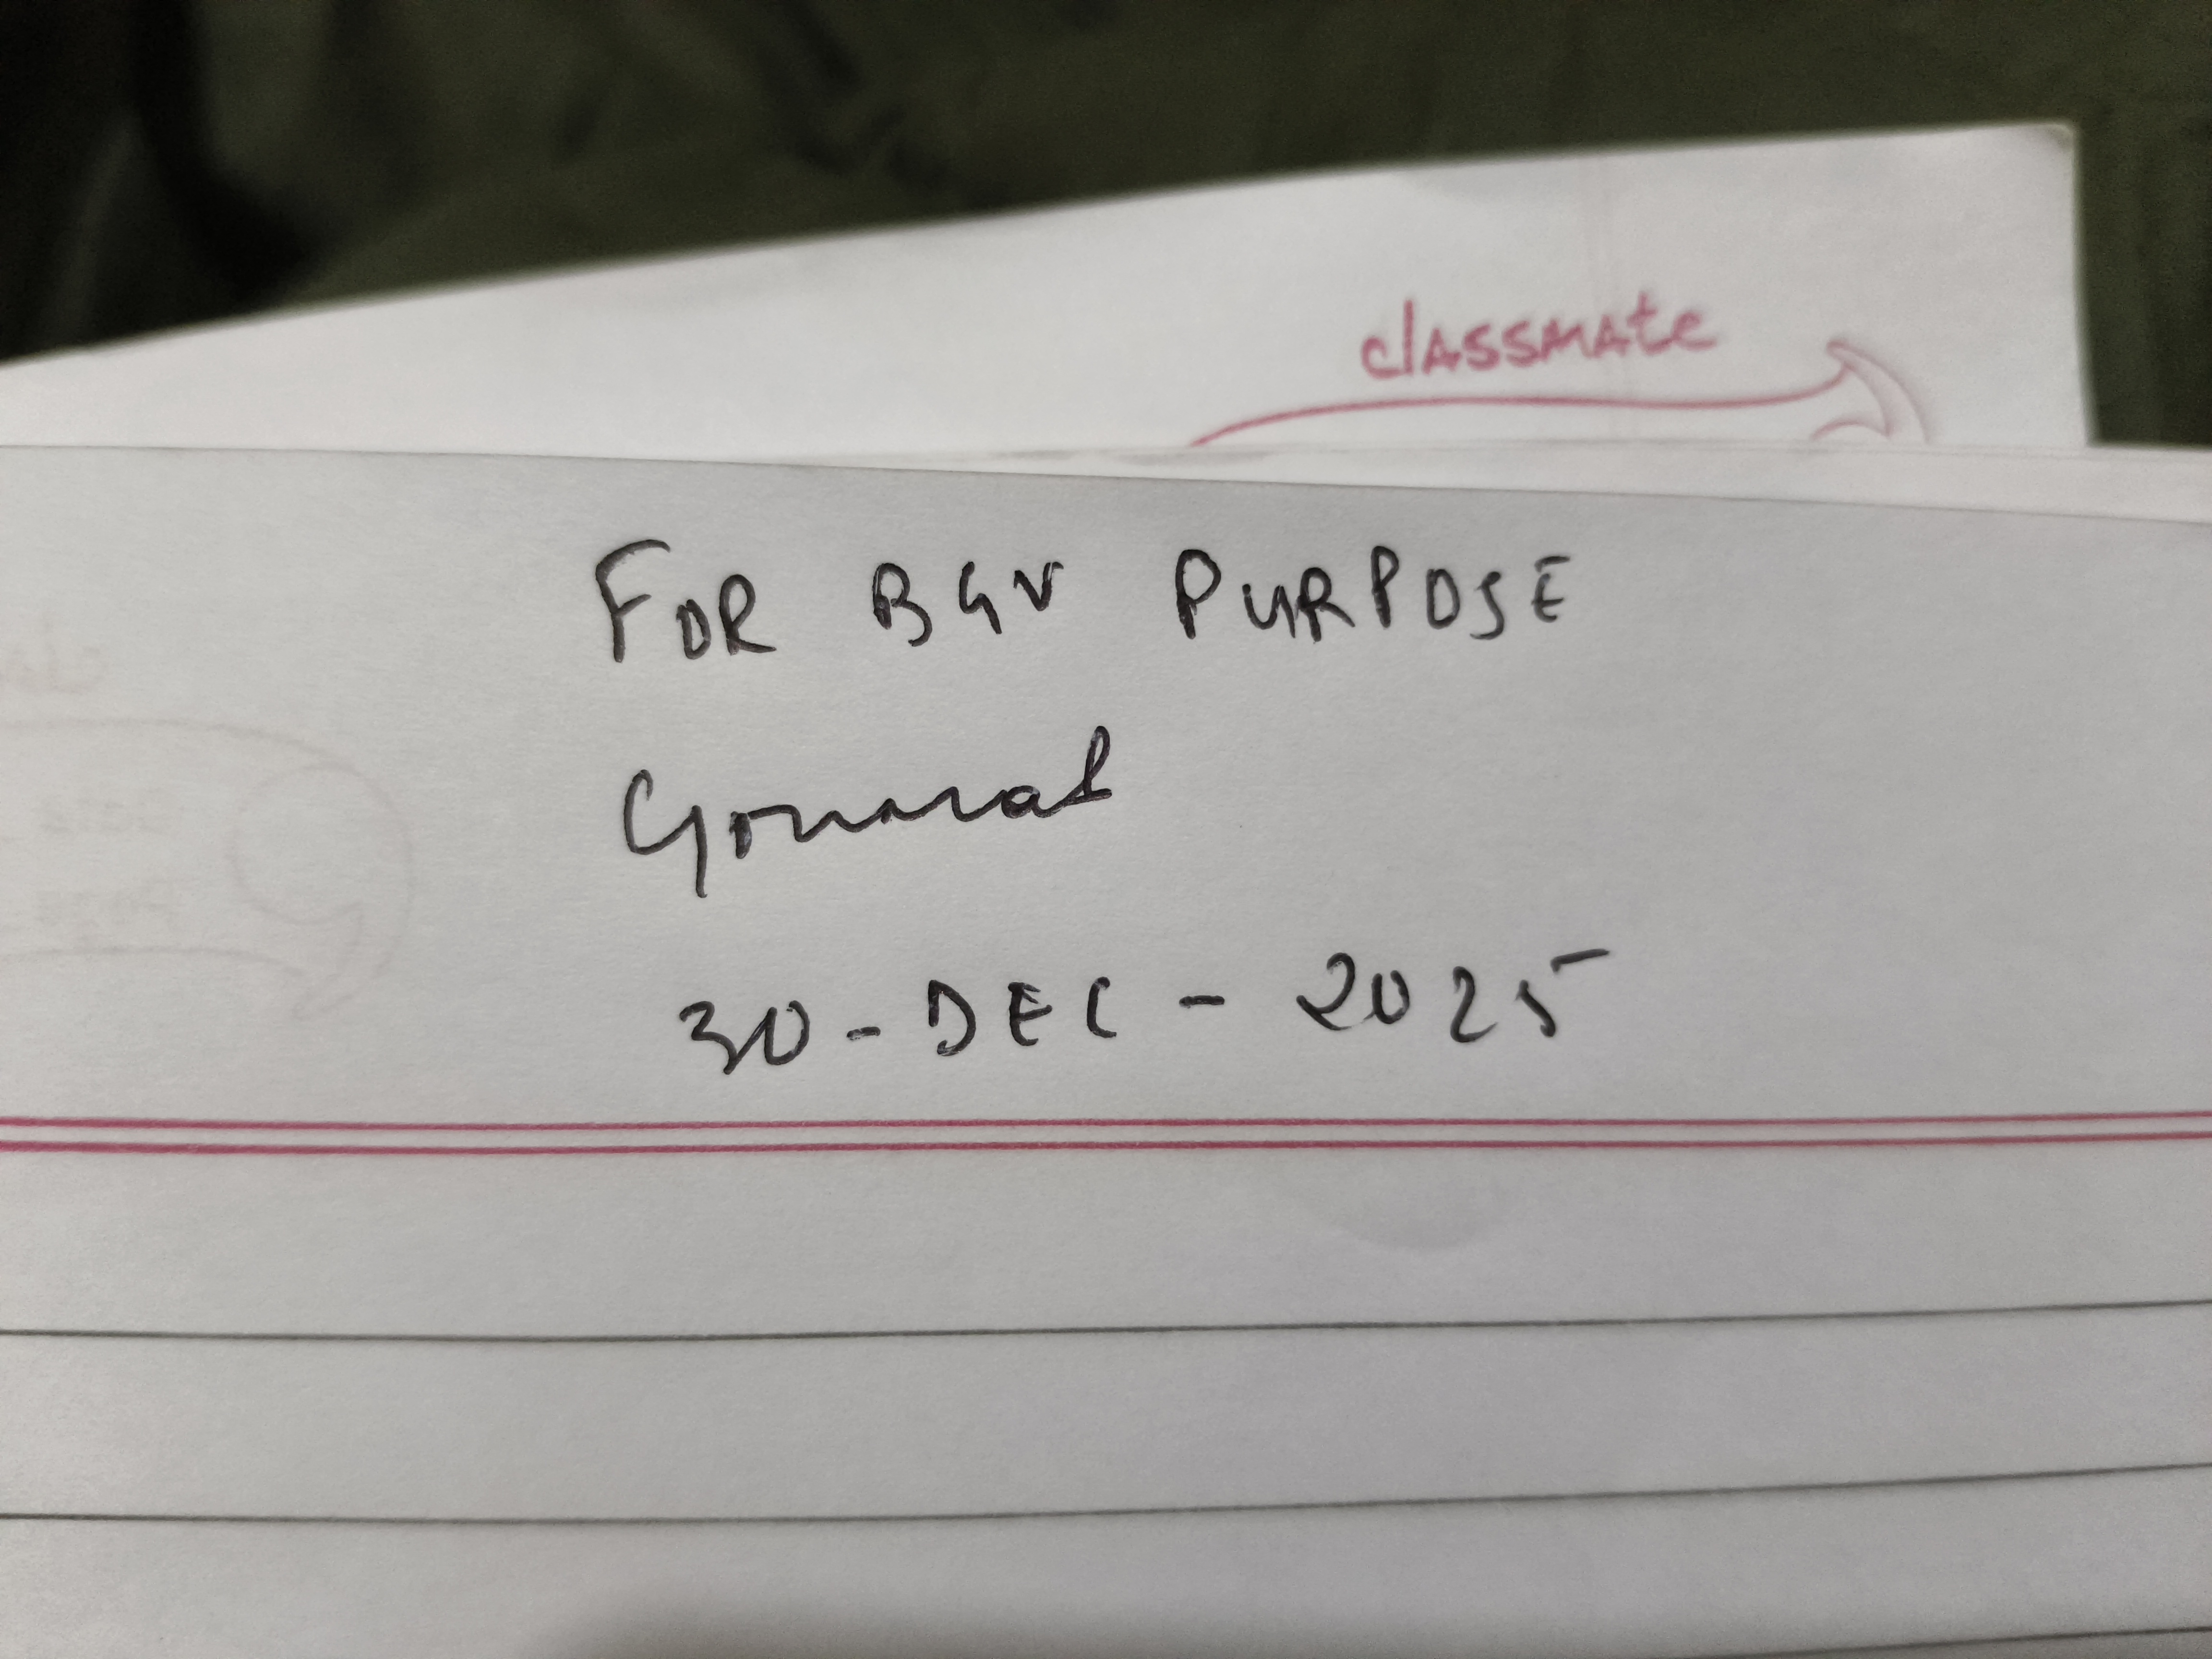 classmate
FOR BGV PURPOSE
30-DEC-2025